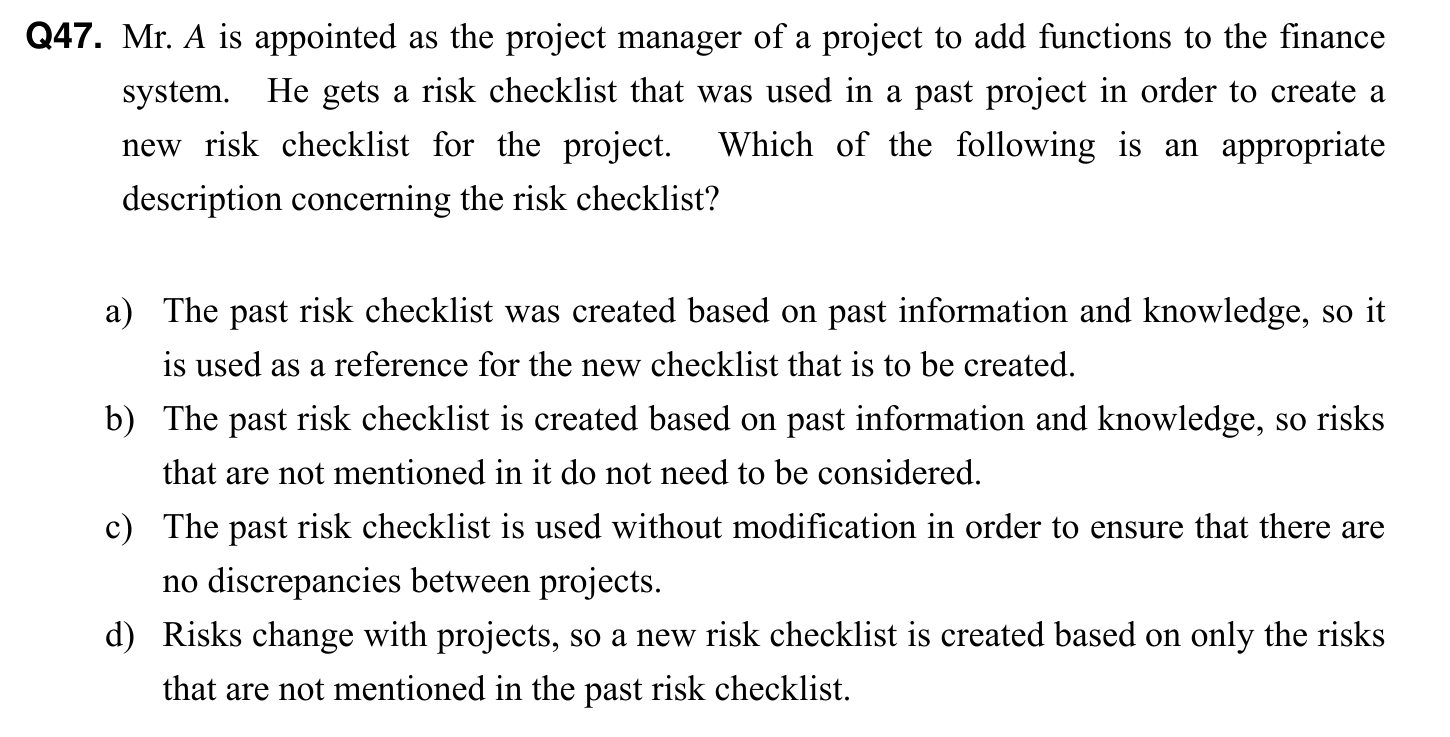 Q47. Mr. A is appointed as the project manager of a project to add functions to the finance
system. He gets a risk checklist that was used in a past project in order to create a
new risk checklist for the project. Which of the following is an appropriate
description concerning the risk checklist?
a) The past risk checklist was created based on past information and knowledge, so it
is used as a reference for the new checklist that is to be created.
b) The past risk checklist is created based on past information and knowledge, so risks
that are not mentioned in it do not need to be considered.
c) The past risk checklist is used without modification in order to ensure that there are
no discrepancies between projects.
d) Risks change with projects, so a new risk checklist is created based on only the risks
that are not mentioned in the past risk checklist.